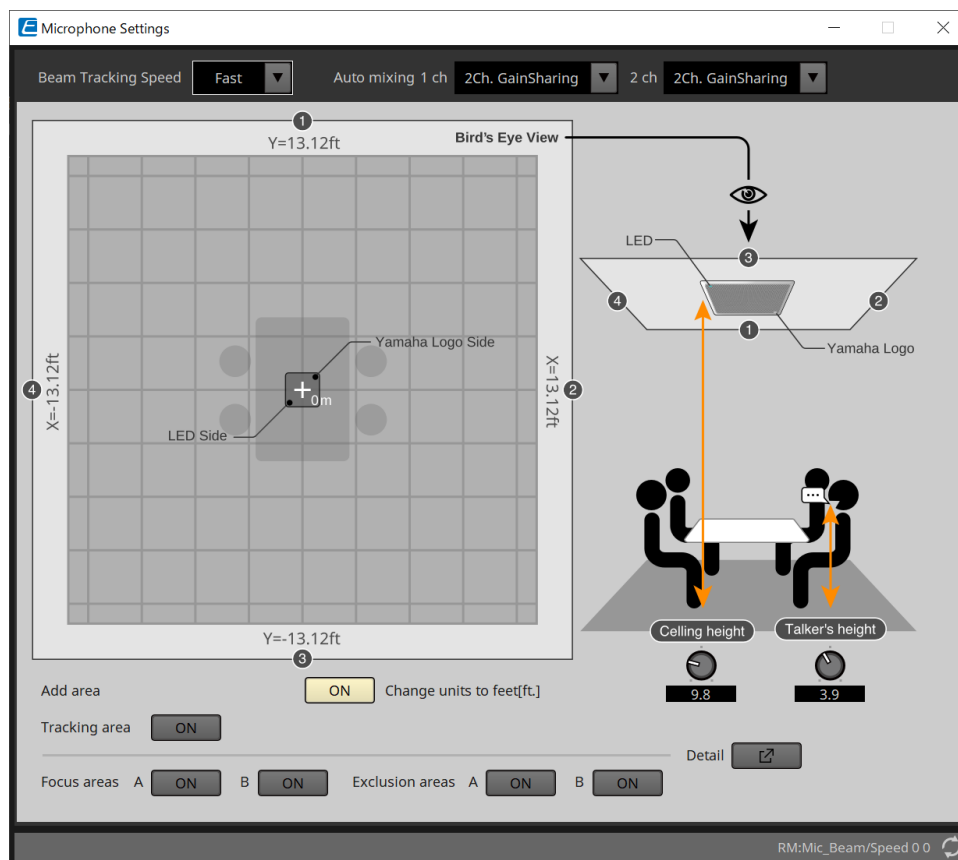 Microphone Settings
Beam Tracking Speed Fast Auto mixing 1 ch 2Ch. GainSharing 2 ch 2Ch. GainSharing
1
Y=13.12ft
Bird's Eye View
LED
3
4
2
1
Yamaha Logo
Yamaha Logo Side
4
X=-13.12ft
0m
X=13.12ft
2
LED Side
Y=-13.12ft
3
Celling height
Talker's height
9.8
3.9
Add area
ON
Change units to feet[ft.]
Tracking area ON
Detail
Focus areas A ON B ON Exclusion areas A ON B ON
RM:Mic_Beam/Speed 0 0